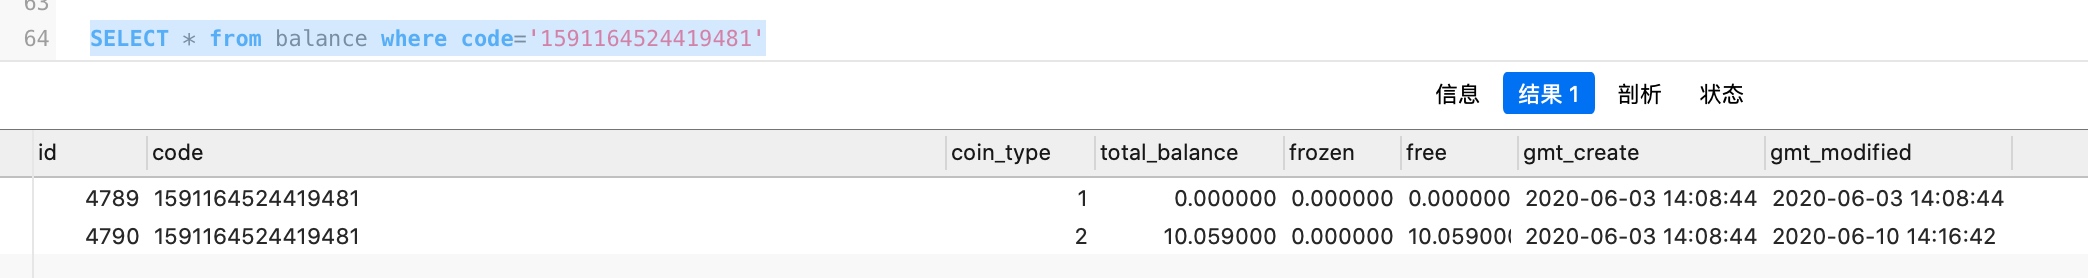 63
64 SELECT * from balance where code='1591164524419481'
信息 结果 1 剖析 状态
id code coin_type total_balance frozen free gmt_create gmt_modified
4789 1591164524419481 1 0.000000 0.000000 0.000000 2020-06-03 14:08:44 2020-06-03 14:08:44
4790 1591164524419481 2 10.059000 0.000000 10.05900 2020-06-03 14:08:44 2020-06-10 14:16:42